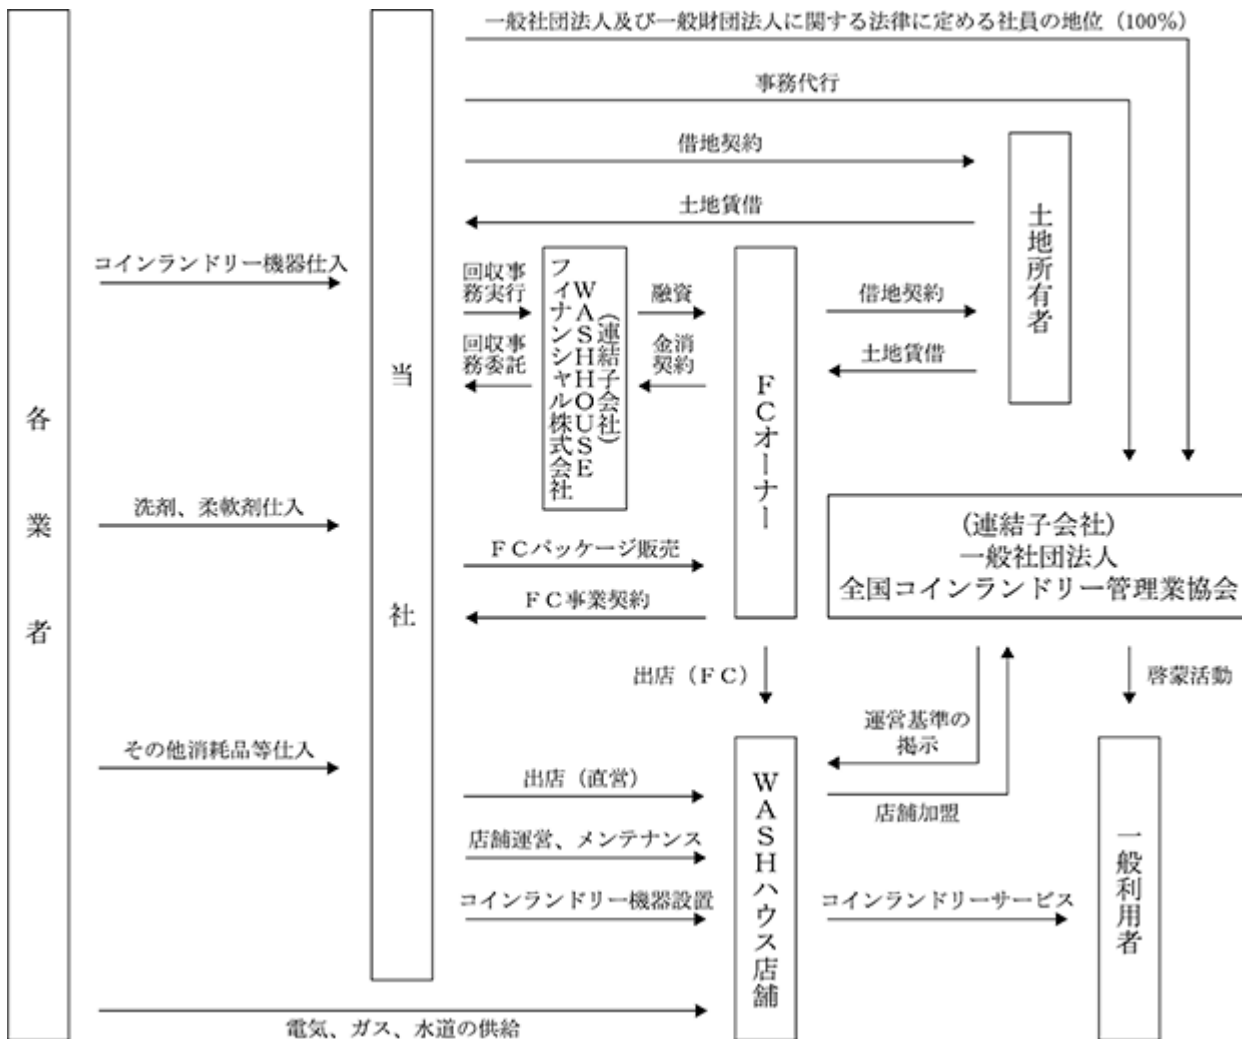 一般社団法人及び一般財団法人に関する法律に定める社員の地位（100％）
事務代行
借地契約
土地賃借
各業者
コインランドリー機器仕入
洗剤、柔軟剤仕入
その他消耗品等仕入
当社
回収事
務実行
回収事
務委託
(連結子会社)
ＷＡＳＨＨＯＵＳＥ
フィナンシャル株式会社
融資
金消
契約
ＦＣオーナー
借地契約
土地賃借
土地所有者
ＦＣパッケージ販売
ＦＣ事業契約
(連結子会社)
一般社団法人
全国コインランドリー管理業協会
出店（ＦＣ）
運営基準の
掲示
店舗加盟
啓蒙活動
出店（直営）
店舗運営、メンテナンス
コインランドリー機器設置
ＷＡＳＨハウス店舗
コインランドリーサービス
一般利用者
電気、ガス、水道の供給